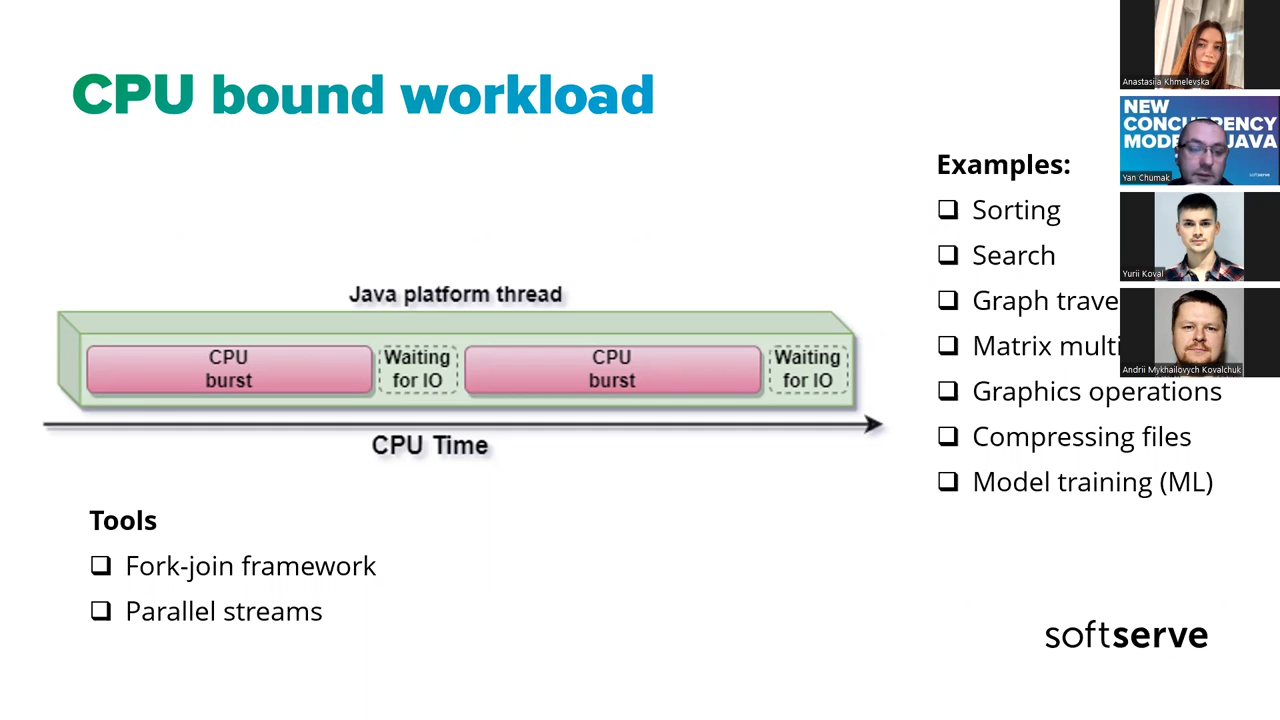 CPU bound workload
Java platform thread
CPU
burst
Waiting
for IO
CPU
burst
Waiting
for IO
CPU Time
Tools
Fork-join framework
Parallel streams
Examples:
Sorting
Search
Graph trave
Matrix multi
Graphics operations
Compressing files
Model training (ML)
softserve
Anastasiia Khmelevska
NEW
CONCURRENCY
MODE JAVA
softserve
Yan Chumak
Yurii Koval
Andrii Mykhailovych Kovalchuk